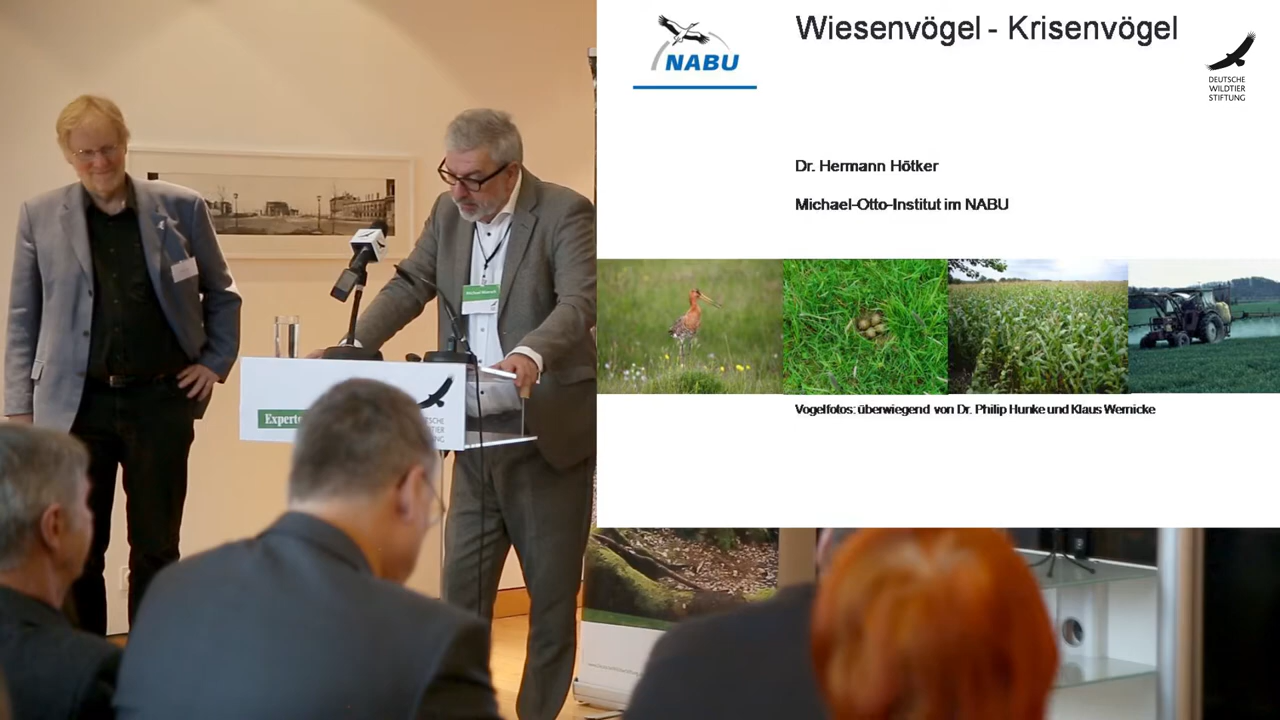 Wiesenvögel - Krisenvögel
NABU
DEUTSCHE
WILDTIER
STIFTUNG
Dr. Hermann Hötker
Michael-Otto-Institut im NABU
Vogelfotos: überwiegend von Dr. Philip Hunke und Klaus Wernicke
Experte